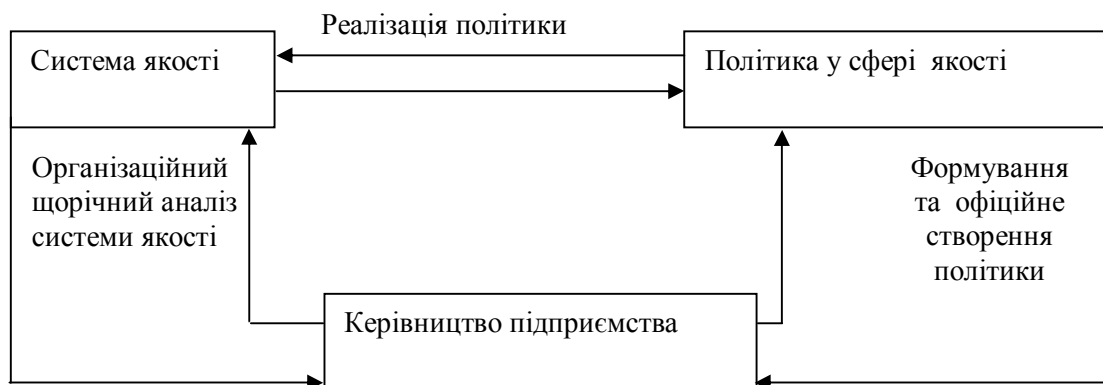 Реалізація політики
Система якості
Політика у сфері якості
Організаційний
щорічний аналіз
системи якості
Формування
та офіційне
створення
політики
Керівництво підприємства